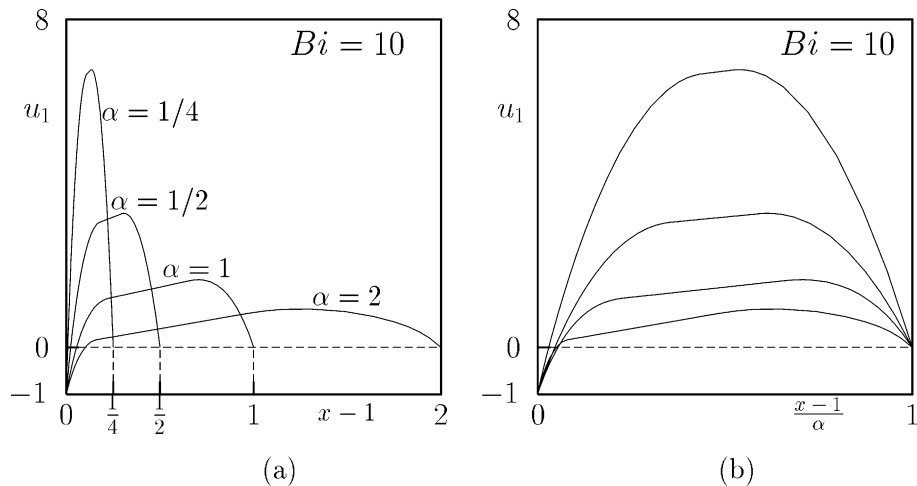 8
Bi = 10
u₁
α = 1/4
α = 1/2
α = 1
α = 2
0
−1
0
1/4
1/2
1
x − 1
2
(a)
8
Bi = 10
u₁
0
−1
0
x − 1
α
1
(b)